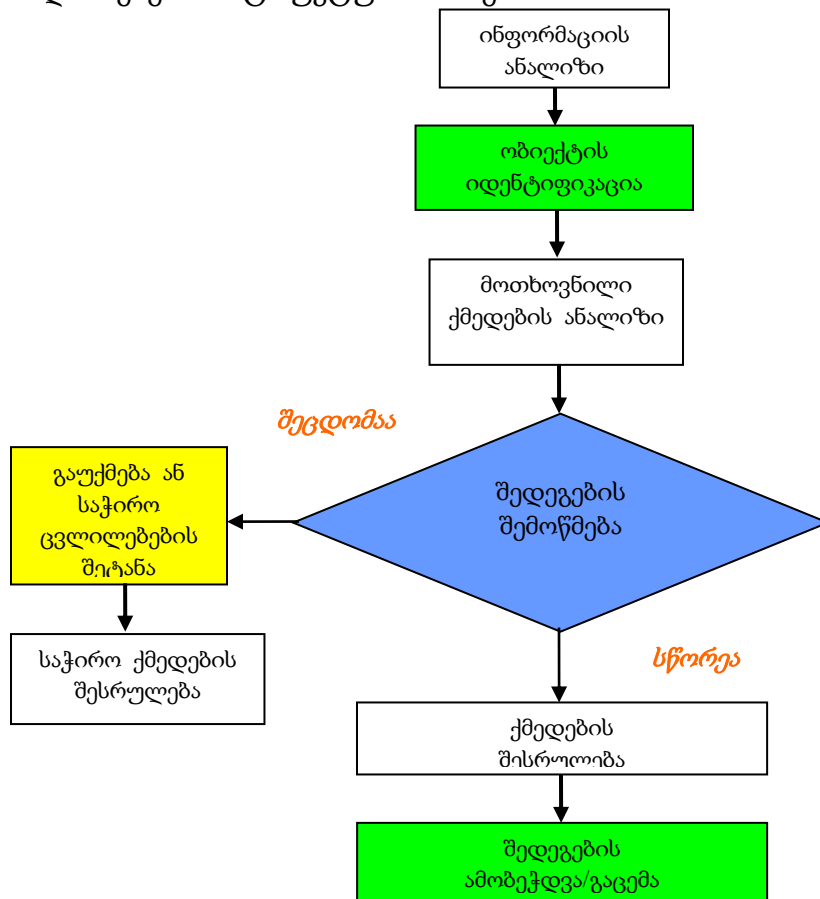 ინფორმაციის
ანალიზი
ობიექტის
იდენტიფიკაცია
მოთხოვნილი
ქმედების ანალიზი
შეცდომაა
შედეგების
შემოწმება
გაუქმება ან
საჭირო
ცვლილებების
შეტანა
საჭირო ქმედების
შესრულება
სწორეა
ქმედების
შესრულება
შედეგების
ამობეჭდვა/გაცემა